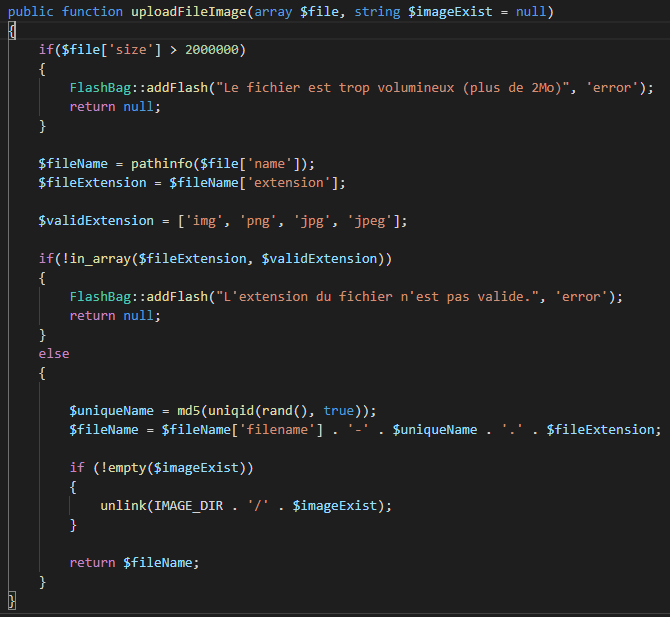 public function uploadFileImage(array $file, string $imageExist = null)
{
if($file['size'] > 2000000)
{
FlashBag::addFlash("Le fichier est trop volumineux (plus de 2Mo)", 'error');
return null;
}
$fileName = pathinfo($file['name']);
$fileExtension = $fileName['extension'];
$validExtension = ['img', 'png', 'jpg', 'jpeg'];
if(!in_array($fileExtension, $validExtension))
{
FlashBag::addFlash("L'extension du fichier n'est pas valide.", 'error');
return null;
}
else
{
$uniqueName = md5(uniqid(rand(), true));
$fileName = $fileName['filename'] . '-' . $uniqueName . '.' . $fileExtension;
if (!empty($imageExist))
{
unlink(IMAGE_DIR . '/' . $imageExist);
}
return $fileName;
}
}